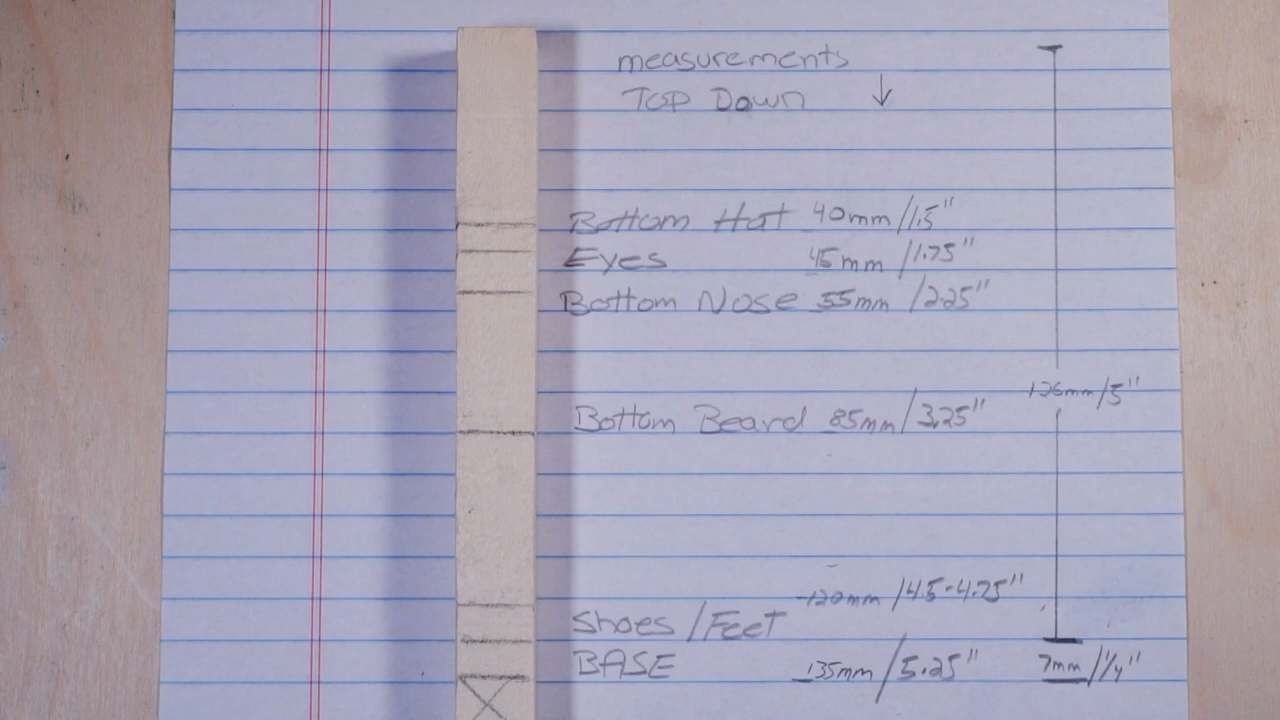 measurements
Top Down ↓
Bottom Hat 40mm/1.5"
Eyes 45mm/1.75"
Bottom Nose 55mm/2.25"
126mm/5"
Bottom Beard 85mm/3.25"
120mm/4.5-4.75"
Shoes/Feet
BASE 135mm/5.25" 7mm/1/4"